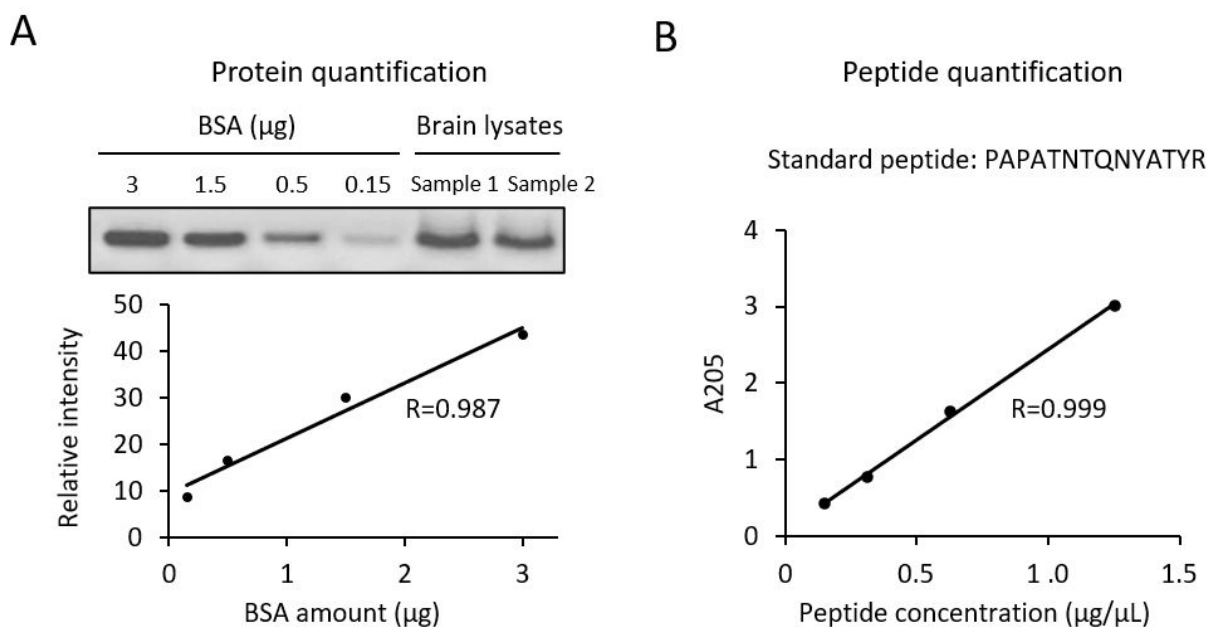 A
Protein quantification
BSA (µg)
Brain lysates
3 1.5 0.5 0.15 Sample 1 Sample 2
50
40
30
20
10
0
Relative intensity
R=0.987
0 1 2 3
BSA amount (µg)
B
Peptide quantification
Standard peptide: PAPATNTQNYATYR
4
3
2
1
0
A205
R=0.999
0 0.5 1.0 1.5
Peptide concentration (µg/µL)